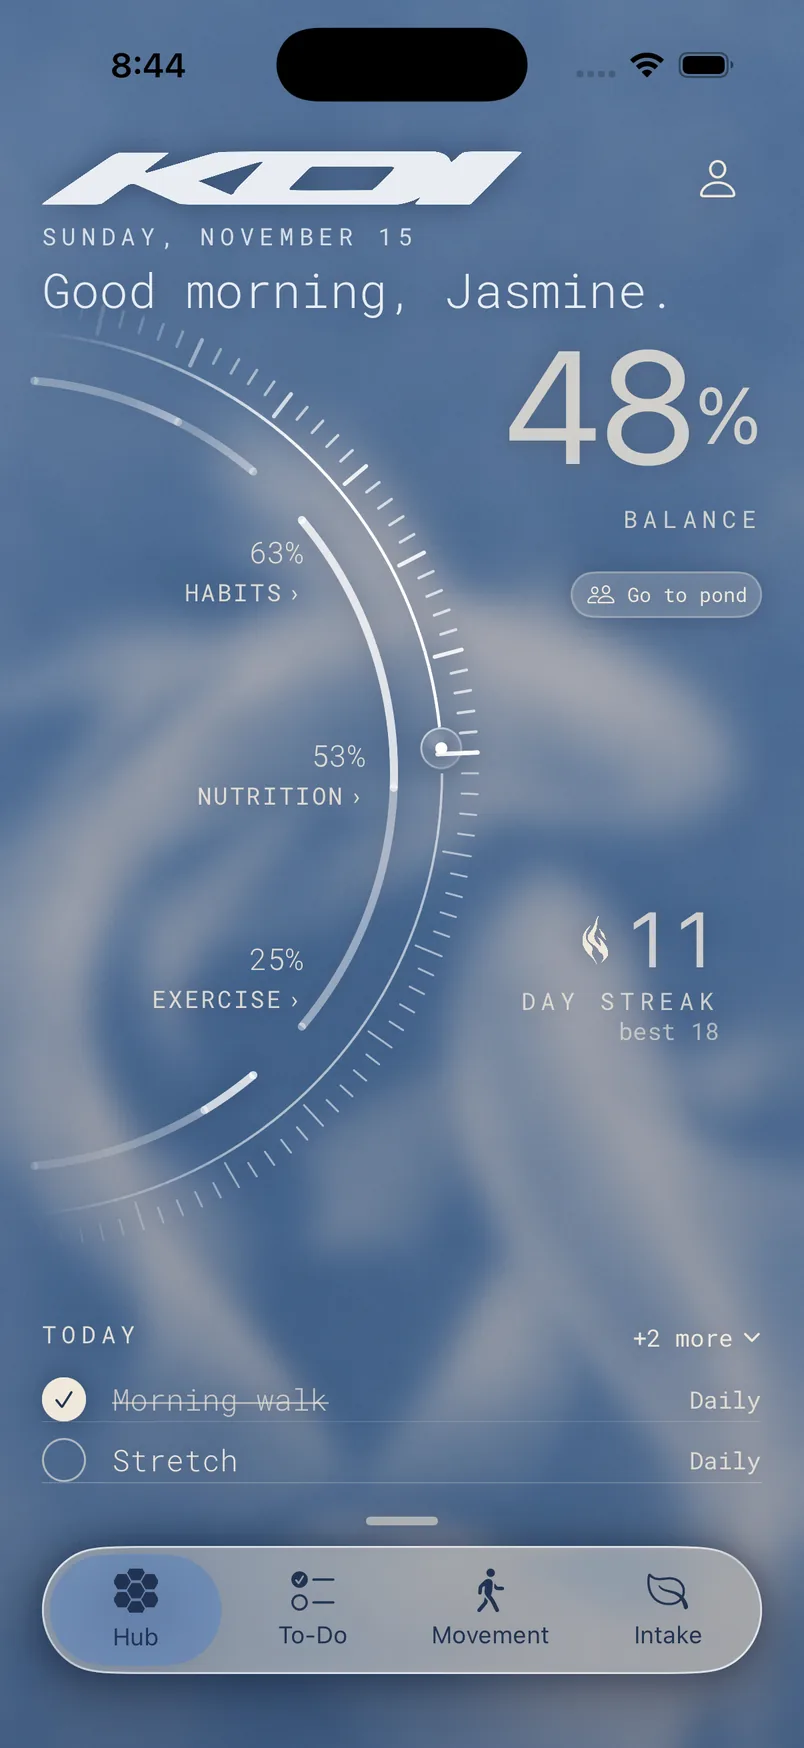 8:44
KOI
SUNDAY, NOVEMBER 15
Good morning, Jasmine.
48%
BALANCE
Go to pond
63%
HABITS ›
53%
NUTRITION ›
25%
EXERCISE ›
11
DAY STREAK
best 18
TODAY
+2 more
Morning walk
Daily
Stretch
Daily
Hub
To-Do
Movement
Intake